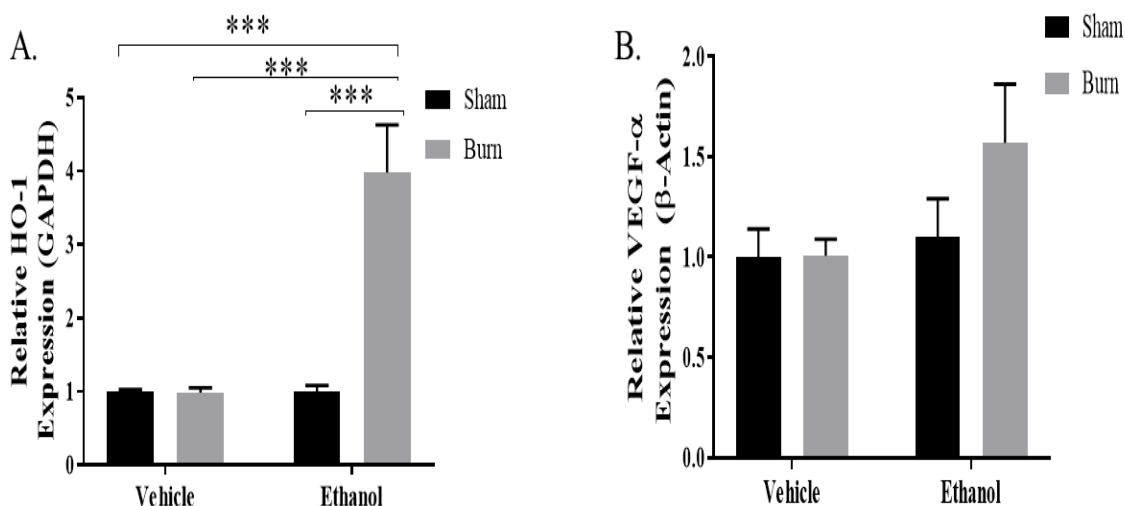 A.
***
***
***
Sham
Burn
Relative HO-1
Expression (GAPDH)
5
4
3
2
1
0
Vehicle
Ethanol
B.
Sham
Burn
Relative VEGF-α
Expression (β-Actin)
2.0
1.5
1.0
0.5
0.0
Vehicle
Ethanol